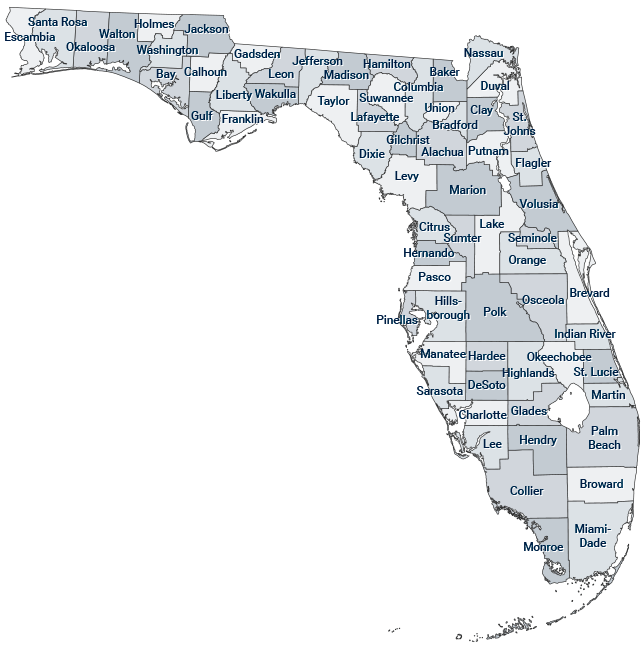 Santa Rosa
Holmes
Jackson
Escambia
Walton
Okaloosa
Washington
Gadsden
Nassau
Jefferson
Hamilton
Bay
Calhoun
Leon
Madison
Baker
Duval
Columbia
Liberty
Wakulla
Taylor
Suwannee
Union
Clay
Gulf
Franklin
Lafayette
Bradford
St.
Johns
Gilchrist
Dixie
Alachua
Putnam
Flagler
Levy
Marion
Volusia
Citrus
Lake
Sumter
Seminole
Hernando
Orange
Pasco
Brevard
Hills-
borough
Osceola
Pinellas
Polk
Indian River
Manatee
Hardee
Okeechobee
Highlands
St. Lucie
Sarasota
DeSoto
Martin
Charlotte
Glades
Lee
Hendry
Palm
Beach
Collier
Broward
Miami-
Dade
Monroe